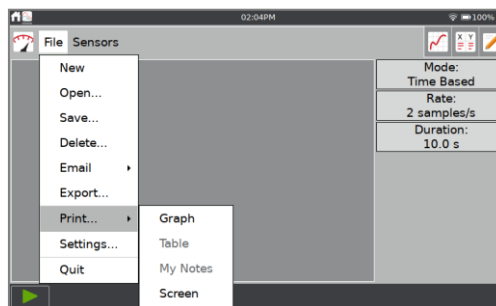 02:04PM 100%
File Sensors X Y
New
Open...
Save...
Delete...
Email
Export...
Print...
Settings...
Quit
Graph
Table
My Notes
Screen
Mode:
Time Based
Rate:
2 samples/s
Duration:
10.0 s